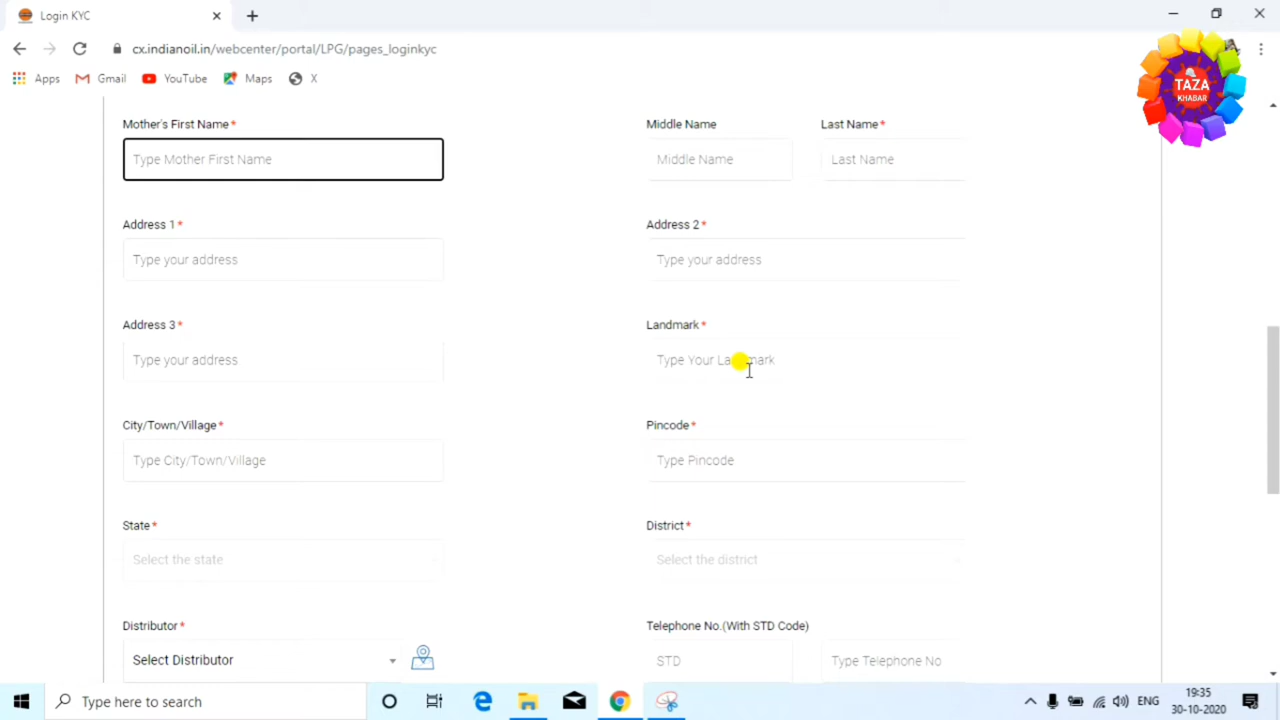 Login KYC
cx.indianoil.in/webcenter/portal/LPG/pages_loginkyc
Apps Gmail YouTube Maps X
TAZA
KHABAR
Mother's First Name * Middle Name Last Name *
Type Mother First Name Middle Name Last Name
Address 1 * Address 2 *
Type your address Type your address
Address 3 * Landmark *
Type your address Type Your Landmark
City/Town/Village * Pincode *
Type City/Town/Village Type Pincode
State * District *
Select the state Select the district
Distributor * Telephone No.(With STD Code)
Select Distributor STD Type Telephone No
Type here to search ENG 19:35
30-10-2020